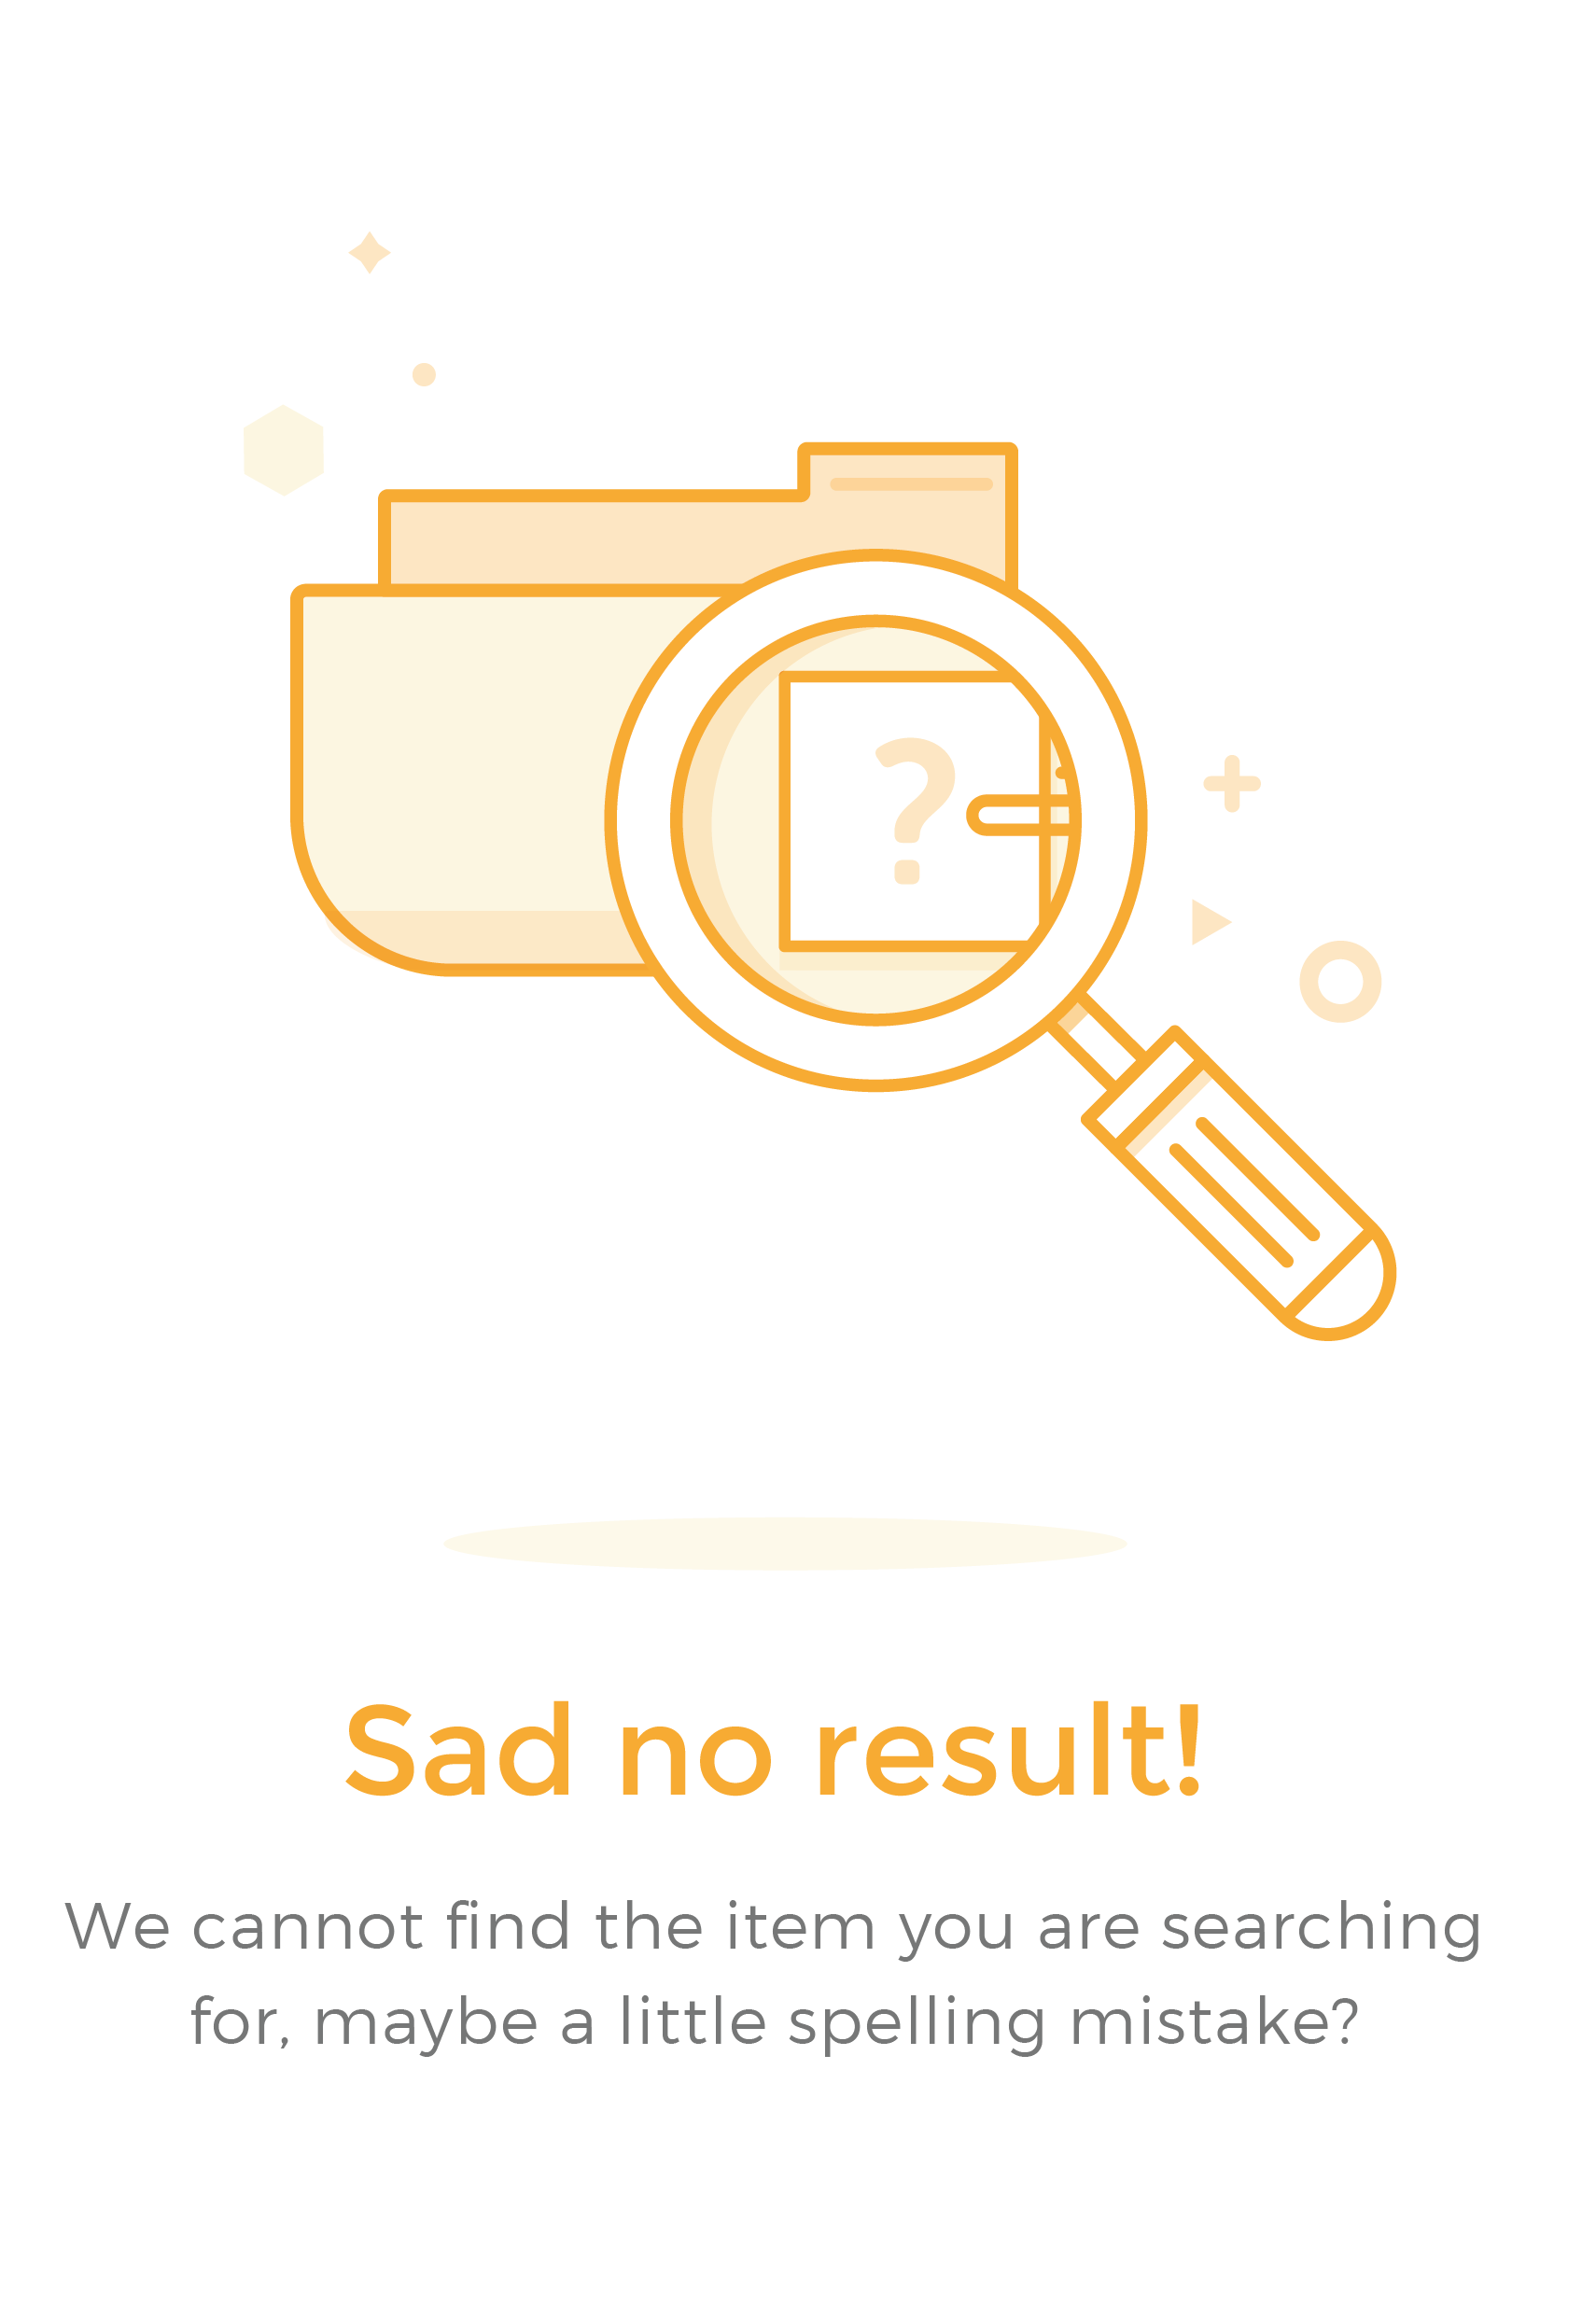 ?
Sad no result!
We cannot find the item you are searching
for, maybe a little spelling mistake?